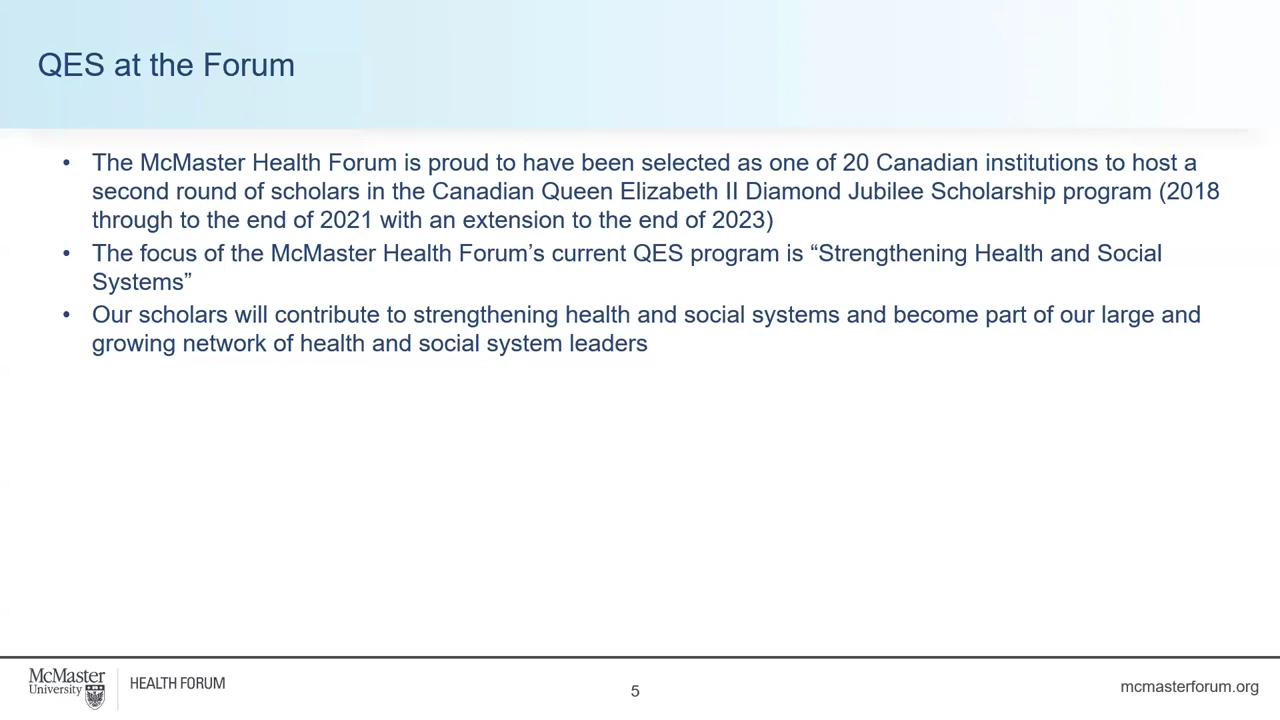 QES at the Forum
• The McMaster Health Forum is proud to have been selected as one of 20 Canadian institutions to host a
second round of scholars in the Canadian Queen Elizabeth II Diamond Jubilee Scholarship program (2018
through to the end of 2021 with an extension to the end of 2023)
• The focus of the McMaster Health Forum’s current QES program is “Strengthening Health and Social
Systems”
• Our scholars will contribute to strengthening health and social systems and become part of our large and
growing network of health and social system leaders
McMaster
University
HEALTH FORUM
5
mcmasterforum.org